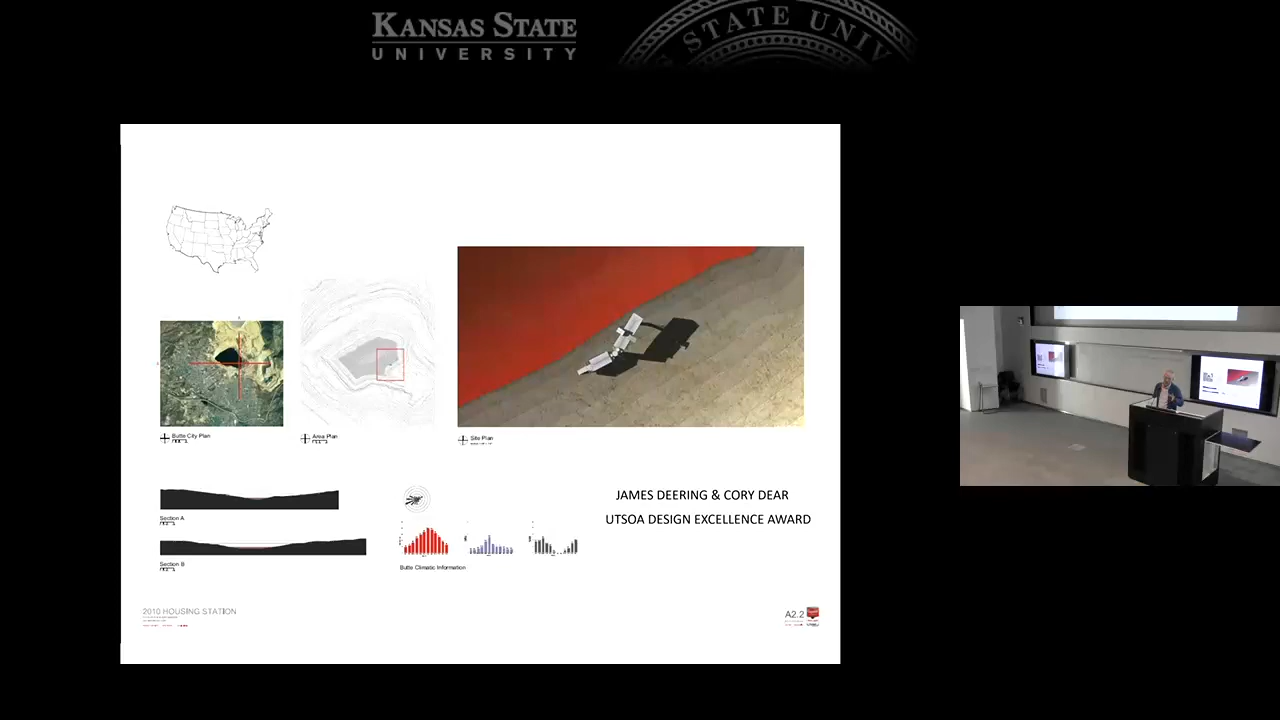 KANSAS STATE
UNIVERSITY
STATE UNIV
Butte City Plan
Area Plan
Site Plan
Section A
Section B
Butte Climatic Information
JAMES DEERING & CORY DEAR
UTSOA DESIGN EXCELLENCE AWARD
2010 HOUSING STATION
A2.2